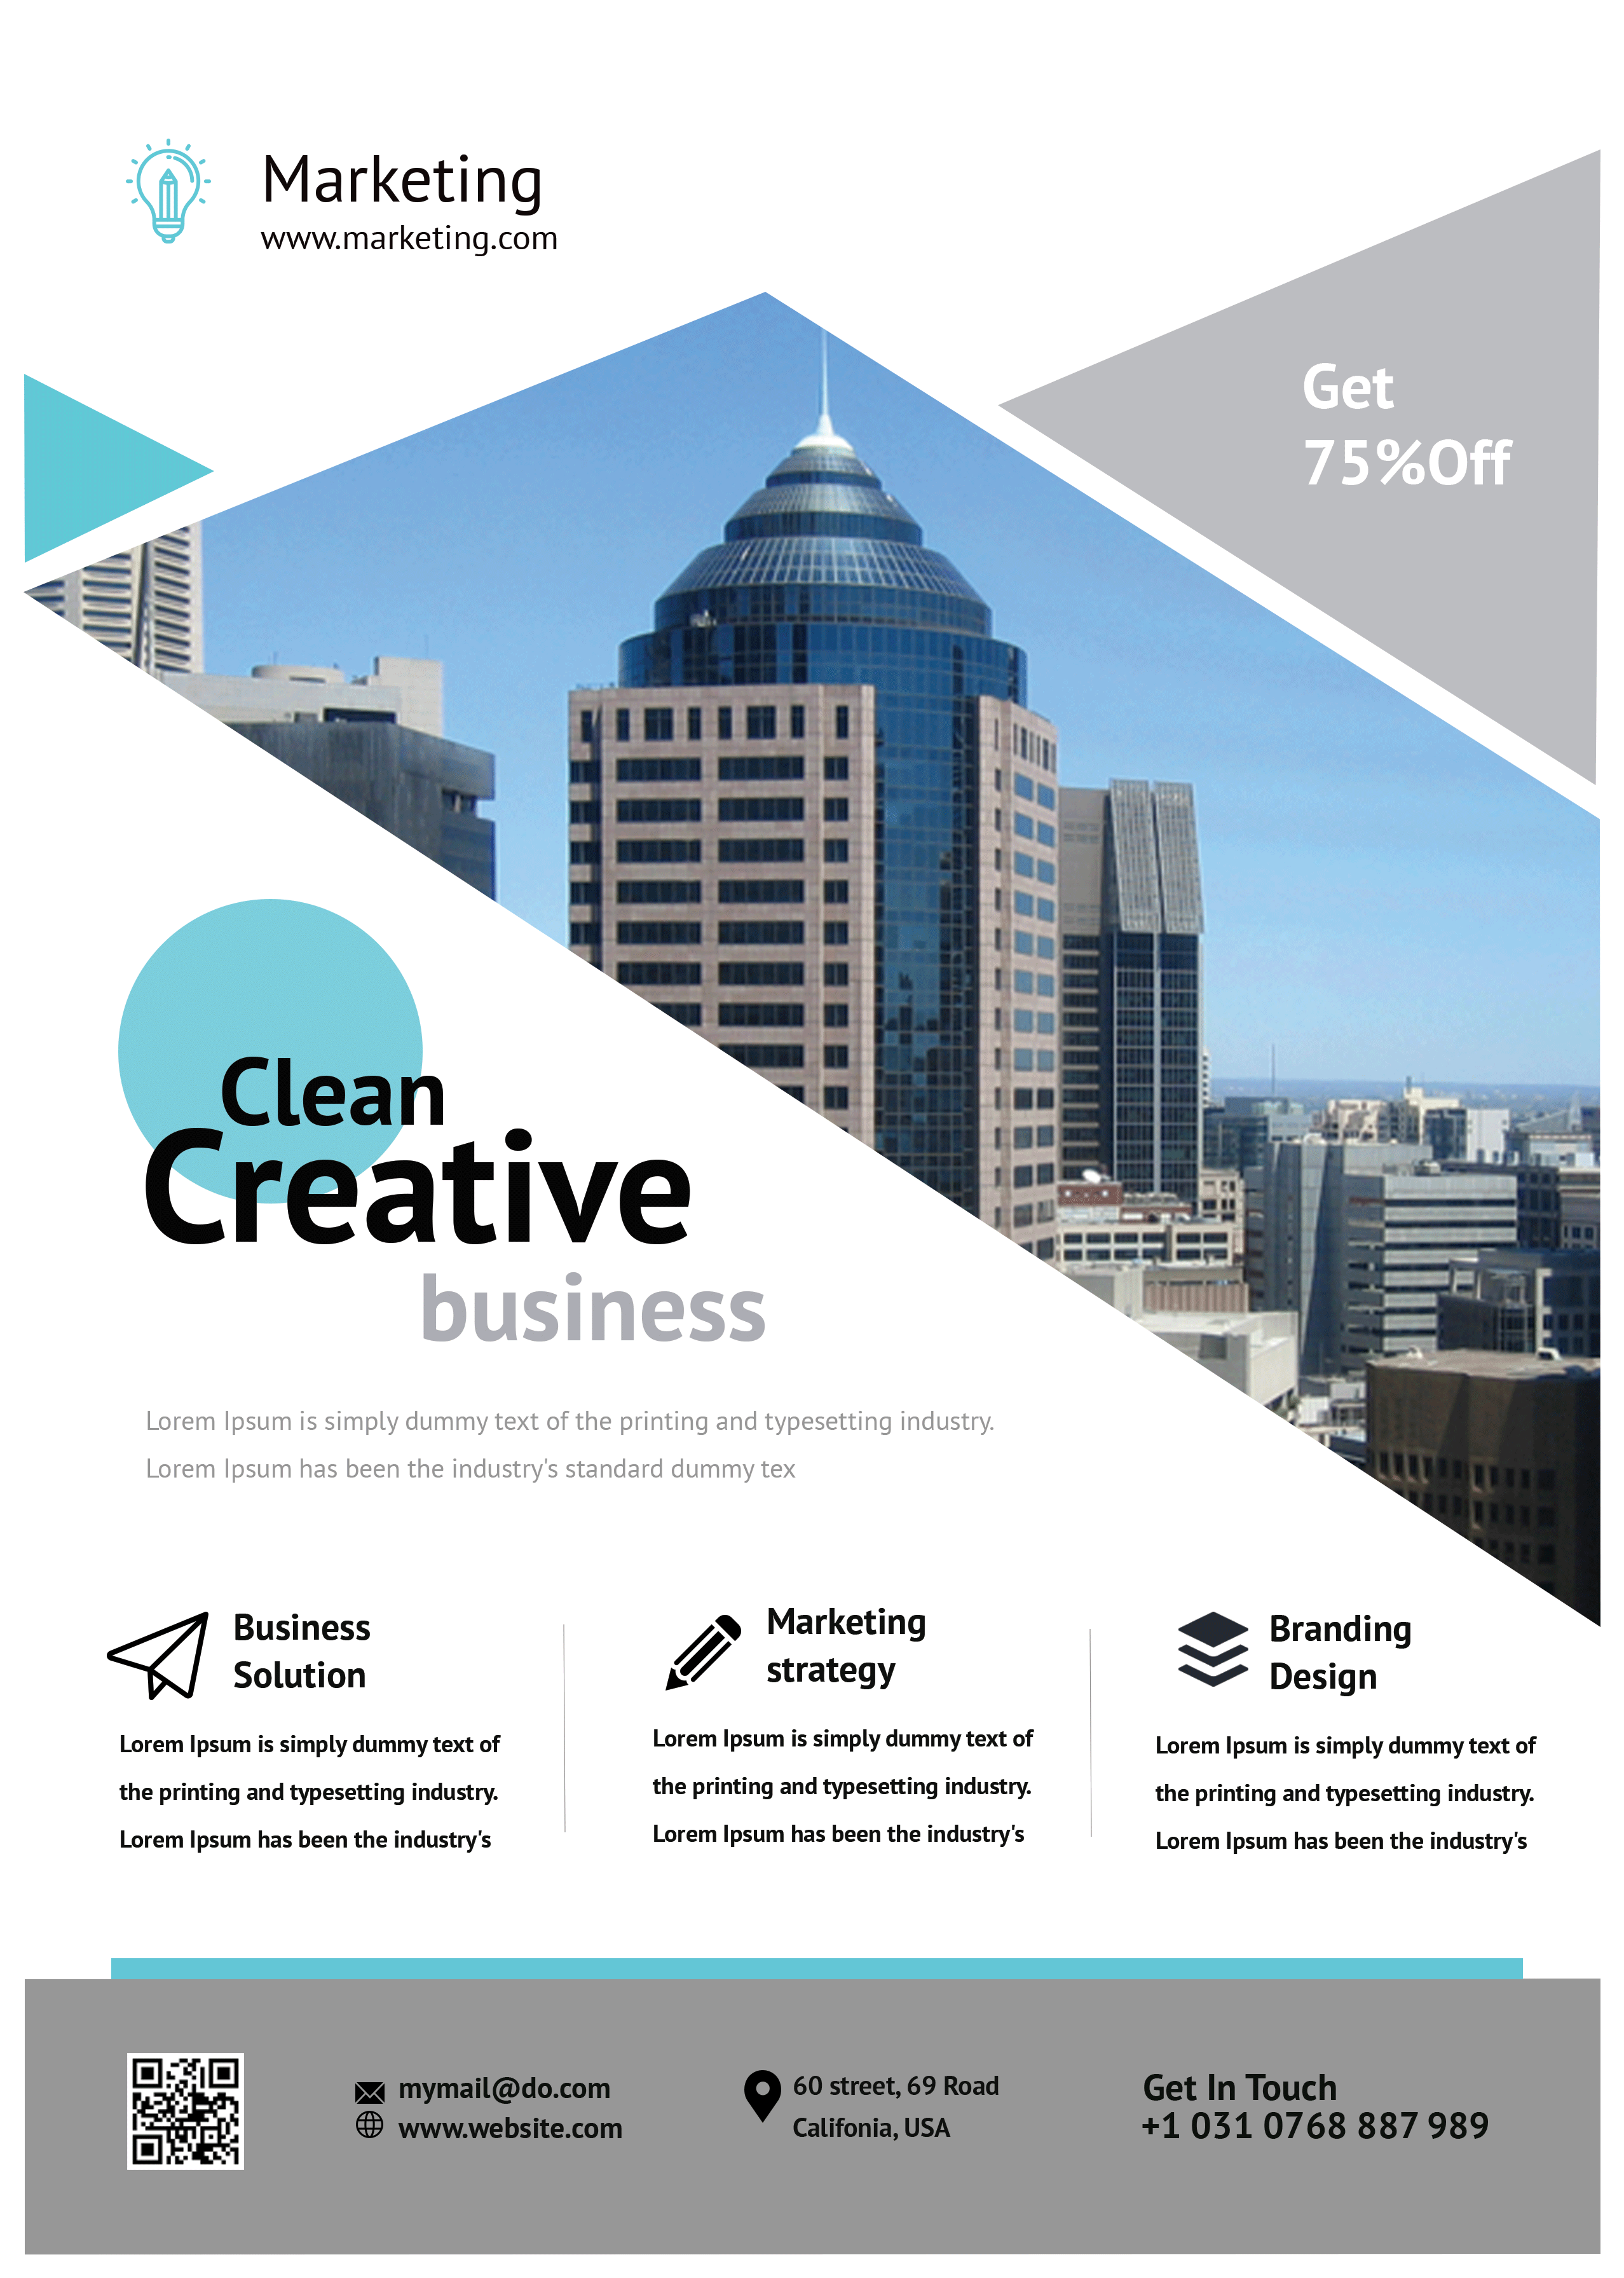 Marketing
www.marketing.com
Get
75%Off
Clean
Creative
business
Lorem Ipsum is simply dummy text of the printing and typesetting industry.
Lorem Ipsum has been the industry's standard dummy tex
Business
Solution
Lorem Ipsum is simply dummy text of
the printing and typesetting industry.
Lorem Ipsum has been the industry's
Marketing
strategy
Lorem Ipsum is simply dummy text of
the printing and typesetting industry.
Lorem Ipsum has been the industry's
Branding
Design
Lorem Ipsum is simply dummy text of
the printing and typesetting industry.
Lorem Ipsum has been the industry's
mymail@do.com
www.website.com
60 street, 69 Road
Califonia, USA
Get In Touch
+1 031 0768 887 989